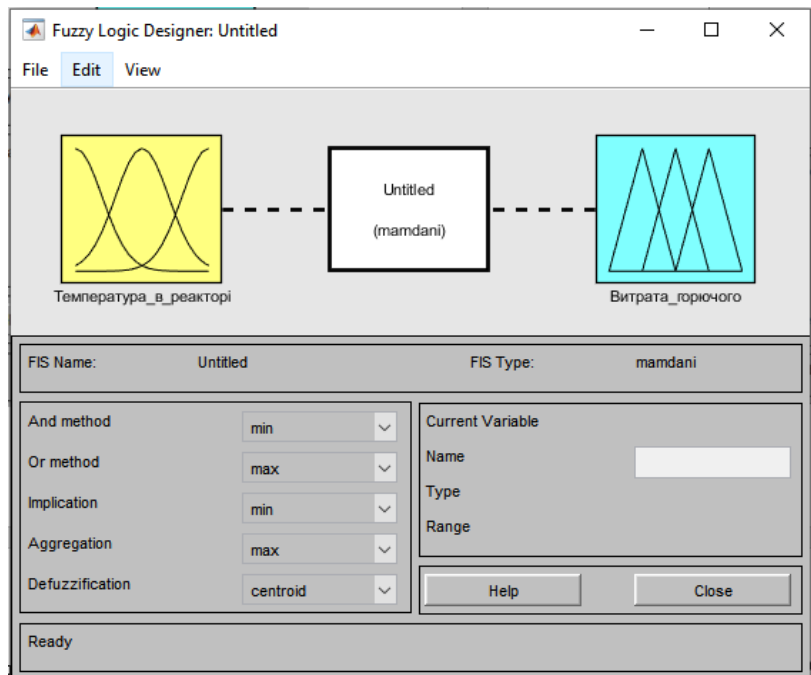 Fuzzy Logic Designer: Untitled
File Edit View
Untitled
(mamdani)
Температура_в_реакторі
Витрата_горючого
FIS Name: Untitled FIS Type: mamdani
And method min
Or method max
Implication min
Aggregation max
Defuzzification centroid
Current Variable
Name
Type
Range
Help Close
Ready